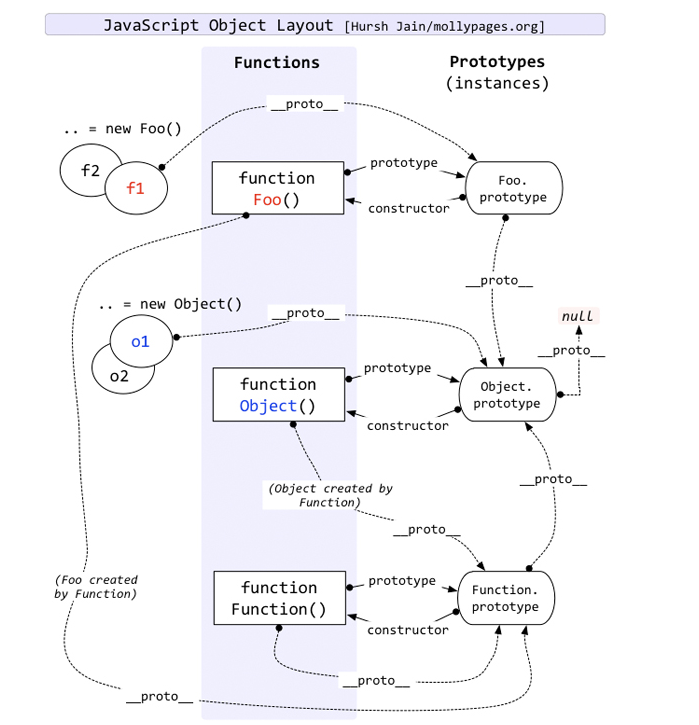 JavaScript Object Layout [Hursh Jain/mollypages.org]
Functions
Prototypes
(instances)
__proto__
.. = new Foo()
f2
f1
function
Foo()
prototype
constructor
Foo.
prototype
__proto__
.. = new Object()
__proto__
null
__proto__
o1
o2
function
Object()
prototype
constructor
Object.
prototype
(Object created by
Function)
__proto__
__proto__
(Foo created
by Function)
function
Function()
prototype
constructor
Function.
prototype
__proto__
__proto__